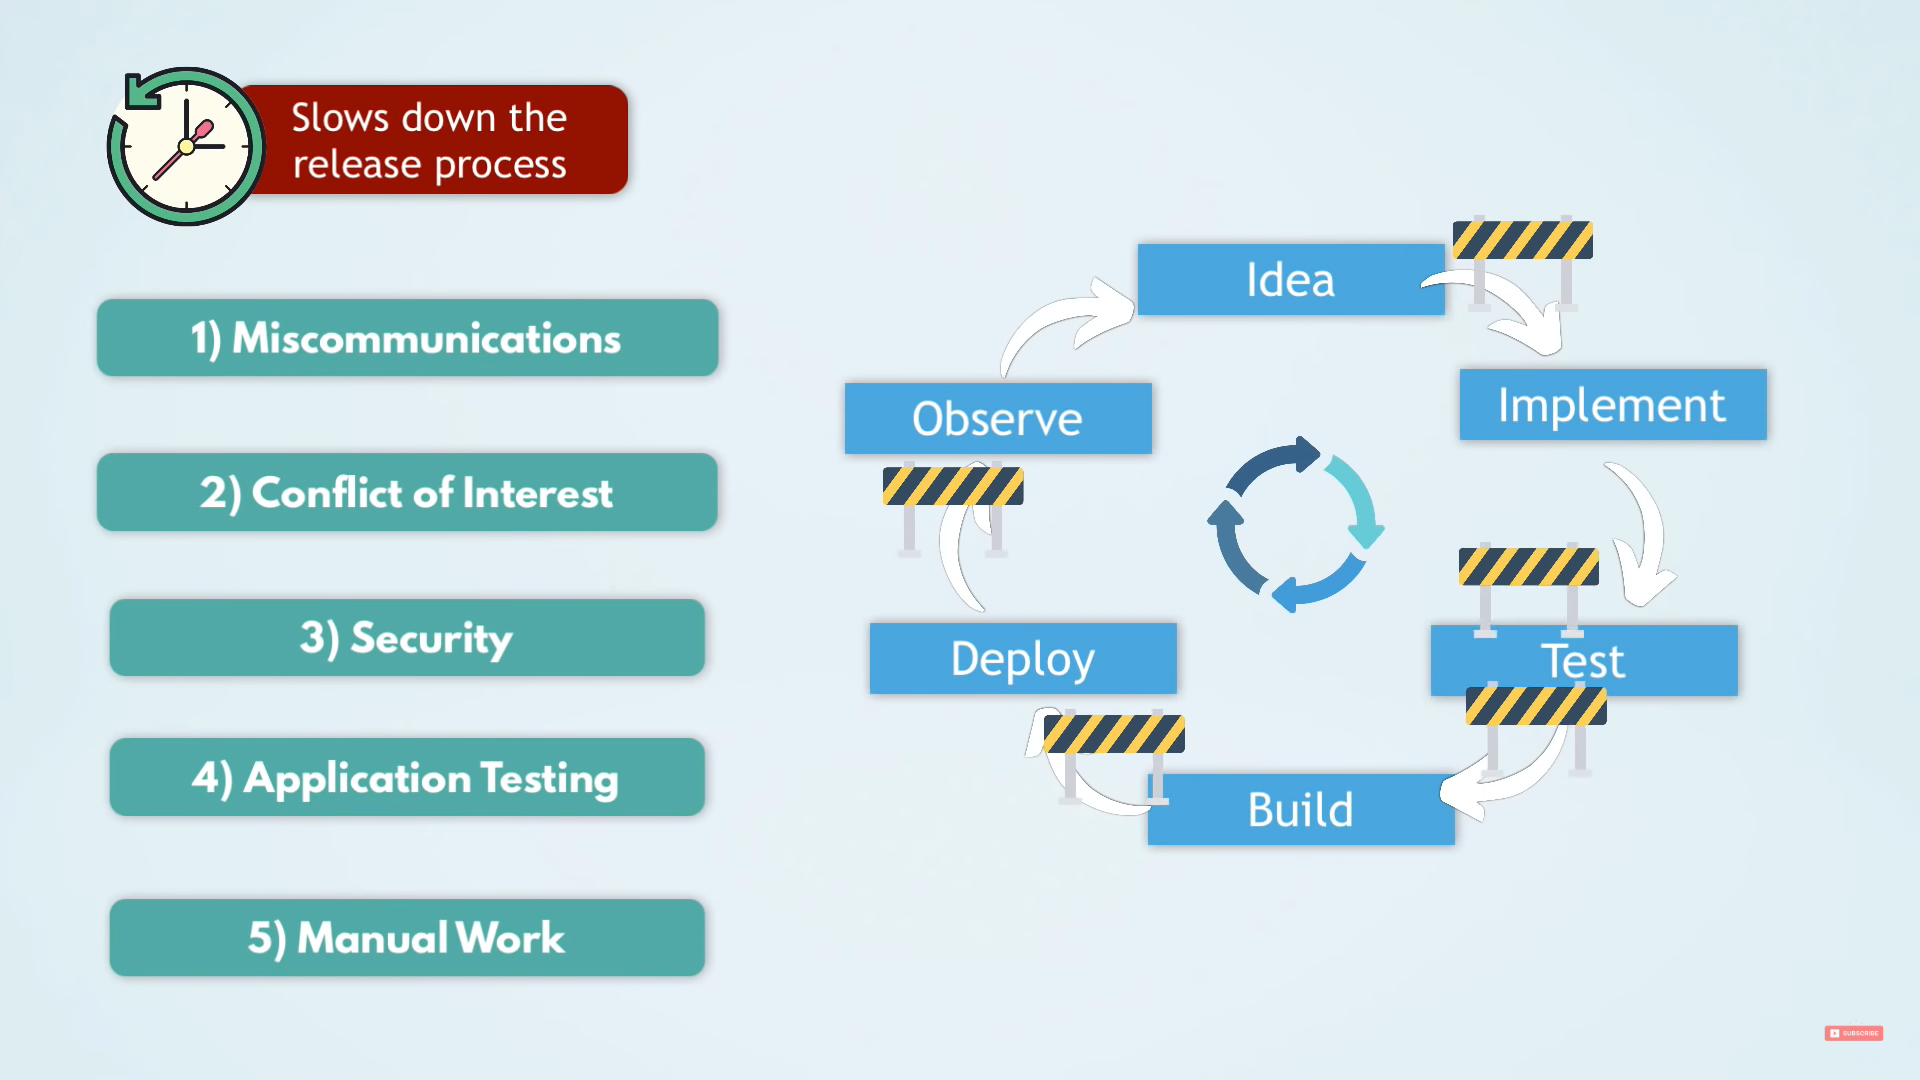 Slows down the
release process
1) Miscommunications
2) Conflict of Interest
3) Security
4) Application Testing
5) Manual Work
Idea
Implement
Test
Build
Deploy
Observe
SUBSCRIBE